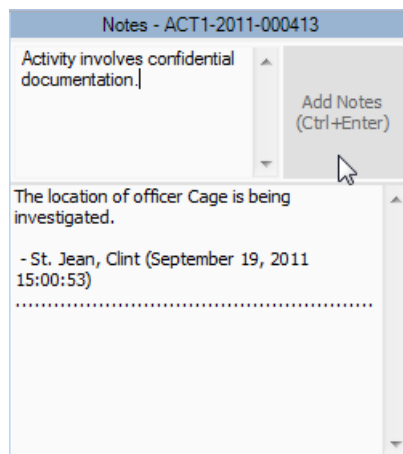 Notes - ACT1-2011-000413
Activity involves confidential
documentation.
Add Notes
(Ctrl+Enter)
The location of officer Cage is being
investigated.
- St. Jean, Clint (September 19, 2011
15:00:53)